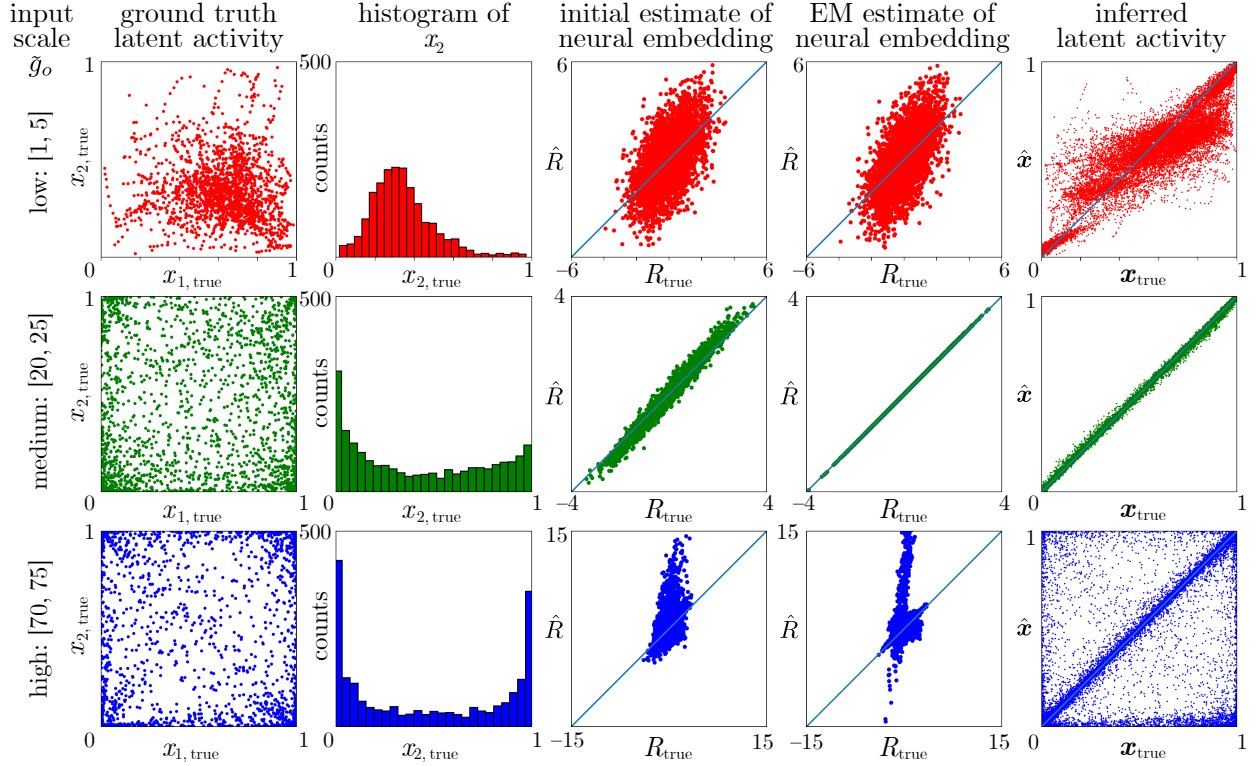 input
scale
g̃ₒ
ground truth
latent activity
histogram of
x₂
initial estimate of
neural embedding
EM estimate of
neural embedding
inferred
latent activity
low: [1, 5]
1
x₂,true
0
x₁,true
1
500
counts
0
x₂,true
1
6
R̂
−6
R_true
6
6
R̂
−6
R_true
6
1
x̂
0
x_true
1
medium: [20, 25]
1
x₂,true
0
x₁,true
1
500
counts
0
x₂,true
1
4
R̂
−4
R_true
4
4
R̂
−4
R_true
4
1
x̂
0
x_true
1
high: [70, 75]
1
x₂,true
0
x₁,true
1
500
counts
0
x₂,true
1
15
R̂
−15
R_true
15
15
R̂
−15
R_true
15
1
x̂
0
x_true
1